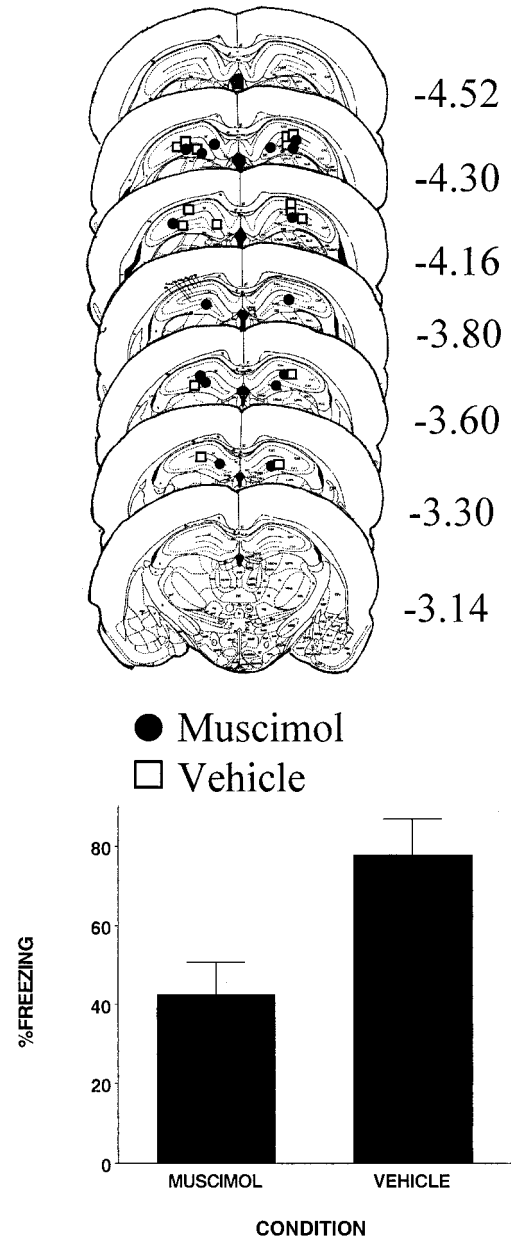 -4.52
-4.30
-4.16
-3.80
-3.60
-3.30
-3.14
Muscimol
Vehicle
80
60
40
20
0
%FREEZING
MUSCIMOL VEHICLE
CONDITION